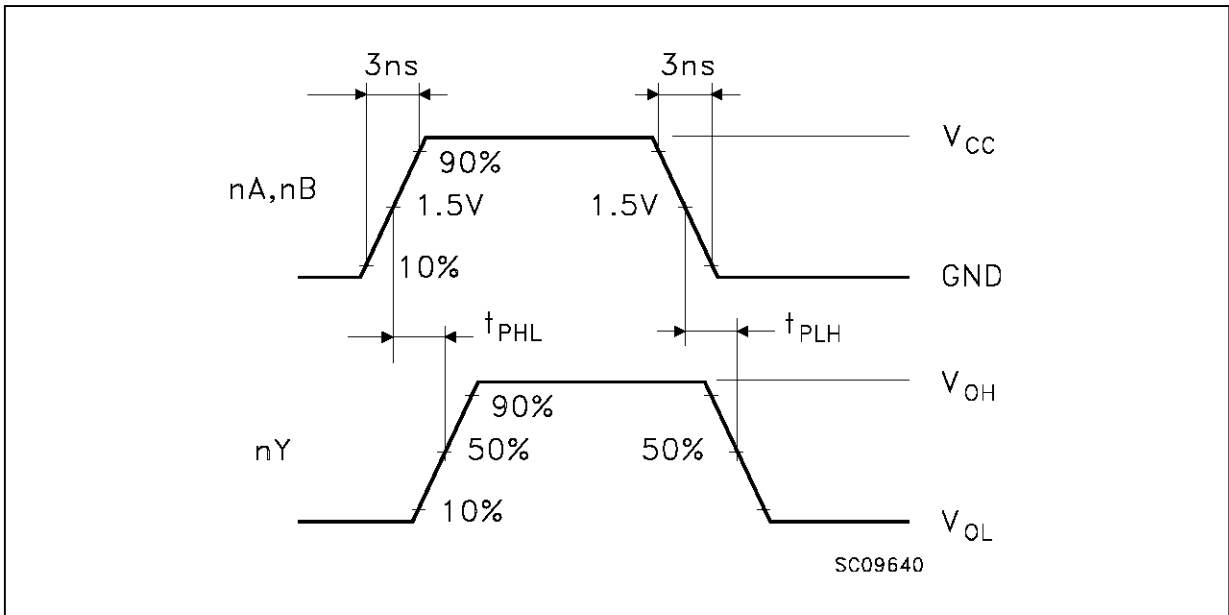 3ns 3ns
V_CC
90%
nA,nB 1.5V 1.5V
10% GND
t_PHL t_PLH
V_OH
90%
nY 50% 50%
10%
V_OL
SC09640